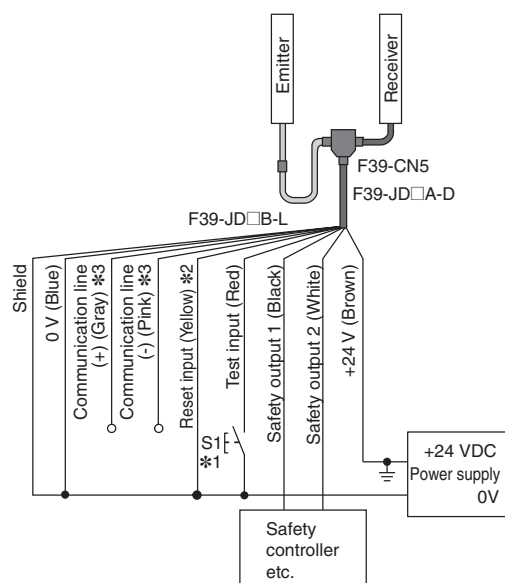 Emitter
Receiver
F39-CN5
F39-JD□A-D
F39-JD□B-L
Shield
0 V (Blue)
Communication line
(+) (Gray) *3
Communication line
(-) (Pink) *3
Reset input (Yellow) *2
Test input (Red)
Safety output 1 (Black)
Safety output 2 (White)
+24 V (Brown)
S1
*1
+24 VDC
Power supply
0V
Safety
controller
etc.